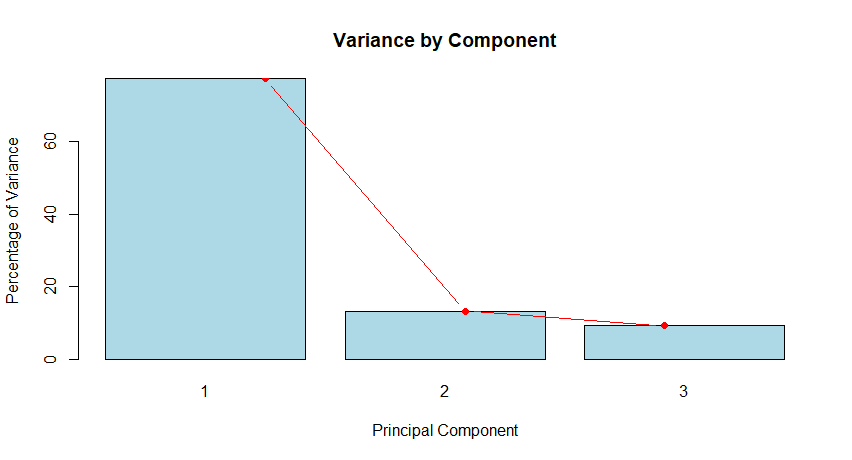 Variance by Component
Percentage of Variance
60
40
20
0
1 2 3
Principal Component